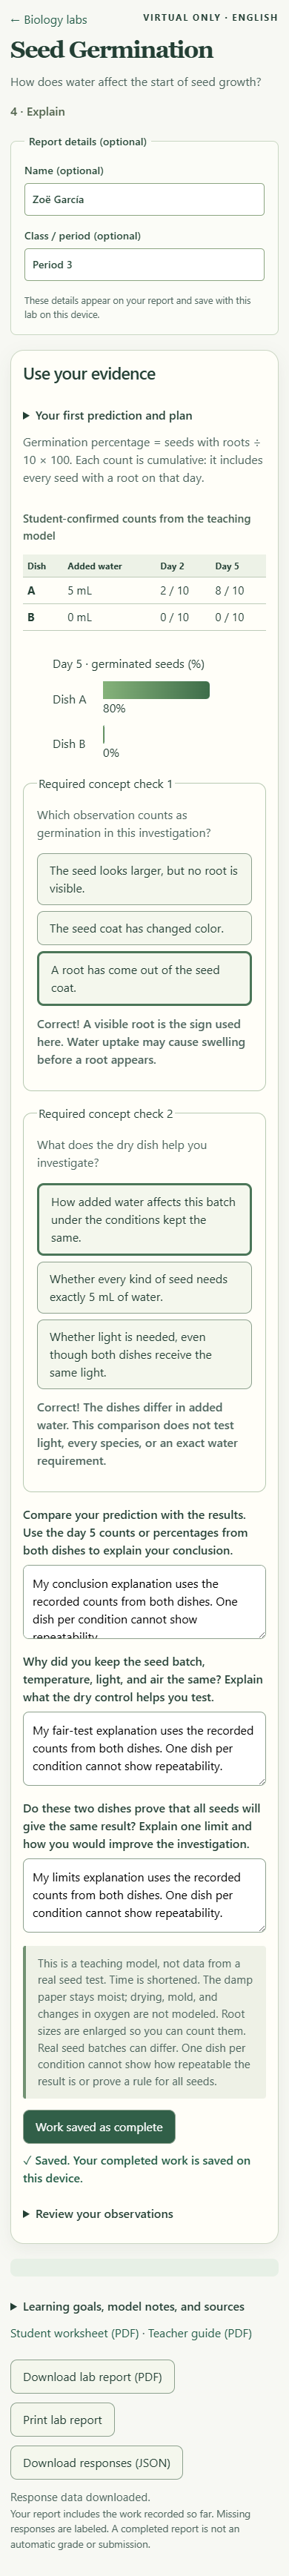 ← Biology labs
VIRTUAL ONLY · ENGLISH
Seed Germination
How does water affect the start of seed growth?
4 · Explain
Report details (optional)
Name (optional)
Zoë García
Class / period (optional)
Period 3
These details appear on your report and save with this
lab on this device.
Use your evidence
▶ Your first prediction and plan
Germination percentage = seeds with roots ÷
10 × 100. Each count is cumulative: it includes
every seed with a root on that day.
Student-confirmed counts from the teaching
model
Dish Added water Day 2 Day 5
A 5 mL 2 / 10 8 / 10
B 0 mL 0 / 10 0 / 10
Day 5 · germinated seeds (%)
Dish A
80%
Dish B
0%
Required concept check 1
Which observation counts as
germination in this investigation?
The seed looks larger, but no root is
visible.
The seed coat has changed color.
A root has come out of the seed
coat.
Correct! A visible root is the sign used
here. Water uptake may cause swelling
before a root appears.
Required concept check 2
What does the dry dish help you
investigate?
How added water affects this batch
under the conditions kept the
same.
Whether every kind of seed needs
exactly 5 mL of water.
Whether light is needed, even
though both dishes receive the
same light.
Correct! The dishes differ in added
water. This comparison does not test
light, every species, or an exact water
requirement.
Compare your prediction with the results.
Use the day 5 counts or percentages from
both dishes to explain your conclusion.
My conclusion explanation uses the
recorded counts from both dishes. One
dish per condition cannot show
repeatability.
Why did you keep the seed batch,
temperature, light, and air the same? Explain
what the dry control helps you test.
My fair-test explanation uses the recorded
counts from both dishes. One dish per
condition cannot show repeatability.
Do these two dishes prove that all seeds will
give the same result? Explain one limit and
how you would improve the investigation.
My limits explanation uses the recorded
counts from both dishes. One dish per
condition cannot show repeatability.
This is a teaching model, not data from a
real seed test. Time is shortened. The damp
paper stays moist; drying, mold, and
changes in oxygen are not modeled. Root
sizes are enlarged so you can count them.
Real seed batches can differ. One dish per
condition cannot show how repeatable the
result is or prove a rule for all seeds.
Work saved as complete
✓ Saved. Your completed work is saved on
this device.
▶ Review your observations
▶ Learning goals, model notes, and sources
Student worksheet (PDF) · Teacher guide (PDF)
Download lab report (PDF)
Print lab report
Download responses (JSON)
Response data downloaded.
Your report includes the work recorded so far. Missing
responses are labeled. A completed report is not an
automatic grade or submission.